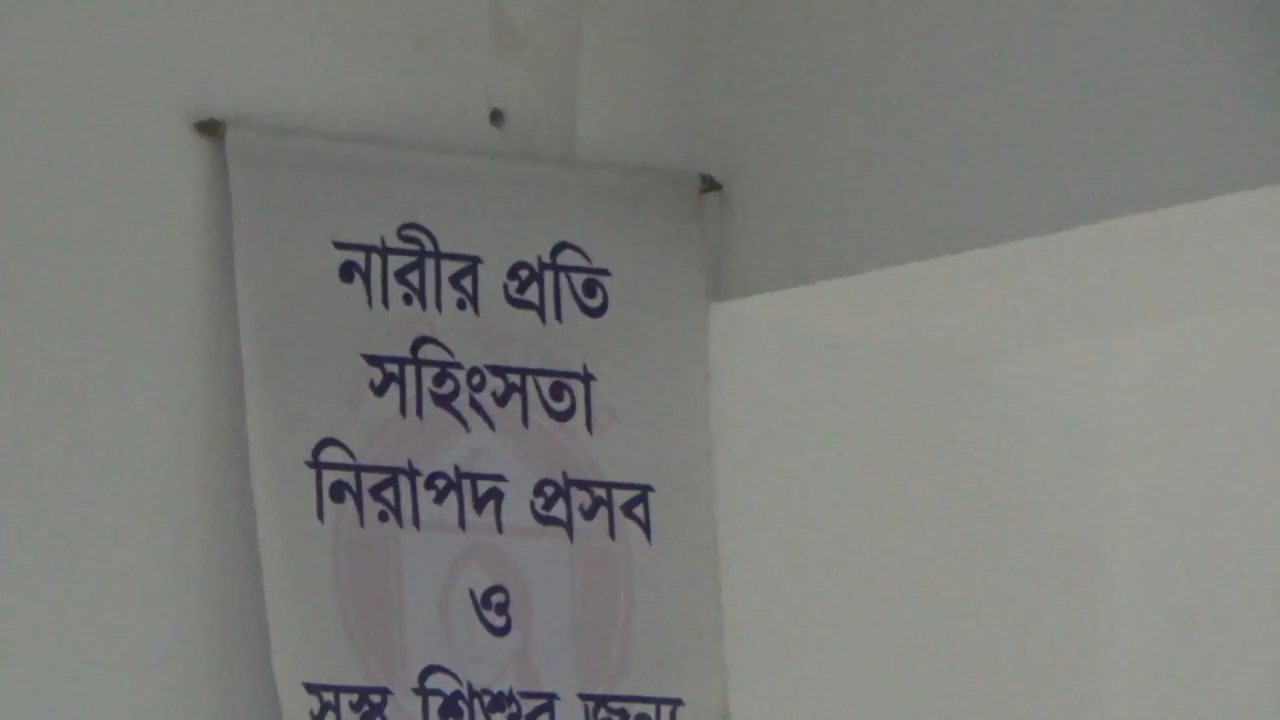 নারীর প্রতি
সহিংসতা
নিরাপদ প্রসব
ও
সুস্থ শিশুর জন্য